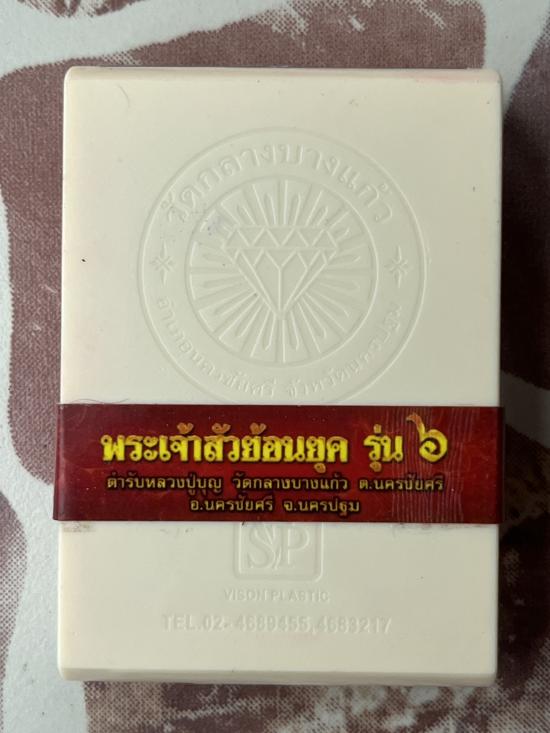 วัดกลางบางแก้ว
อำเภอนครชัยศรี จังหวัดนครปฐม
พระเจ้าสัวย้อนยุค รุ่น ๖
ตำรับหลวงปู่บุญ วัดกลางบางแก้ว ต.นครชัยศรี
อ.นครชัยศรี จ.นครปฐม
SP
VISON PLASTIC
TEL.02-4689455,4683217